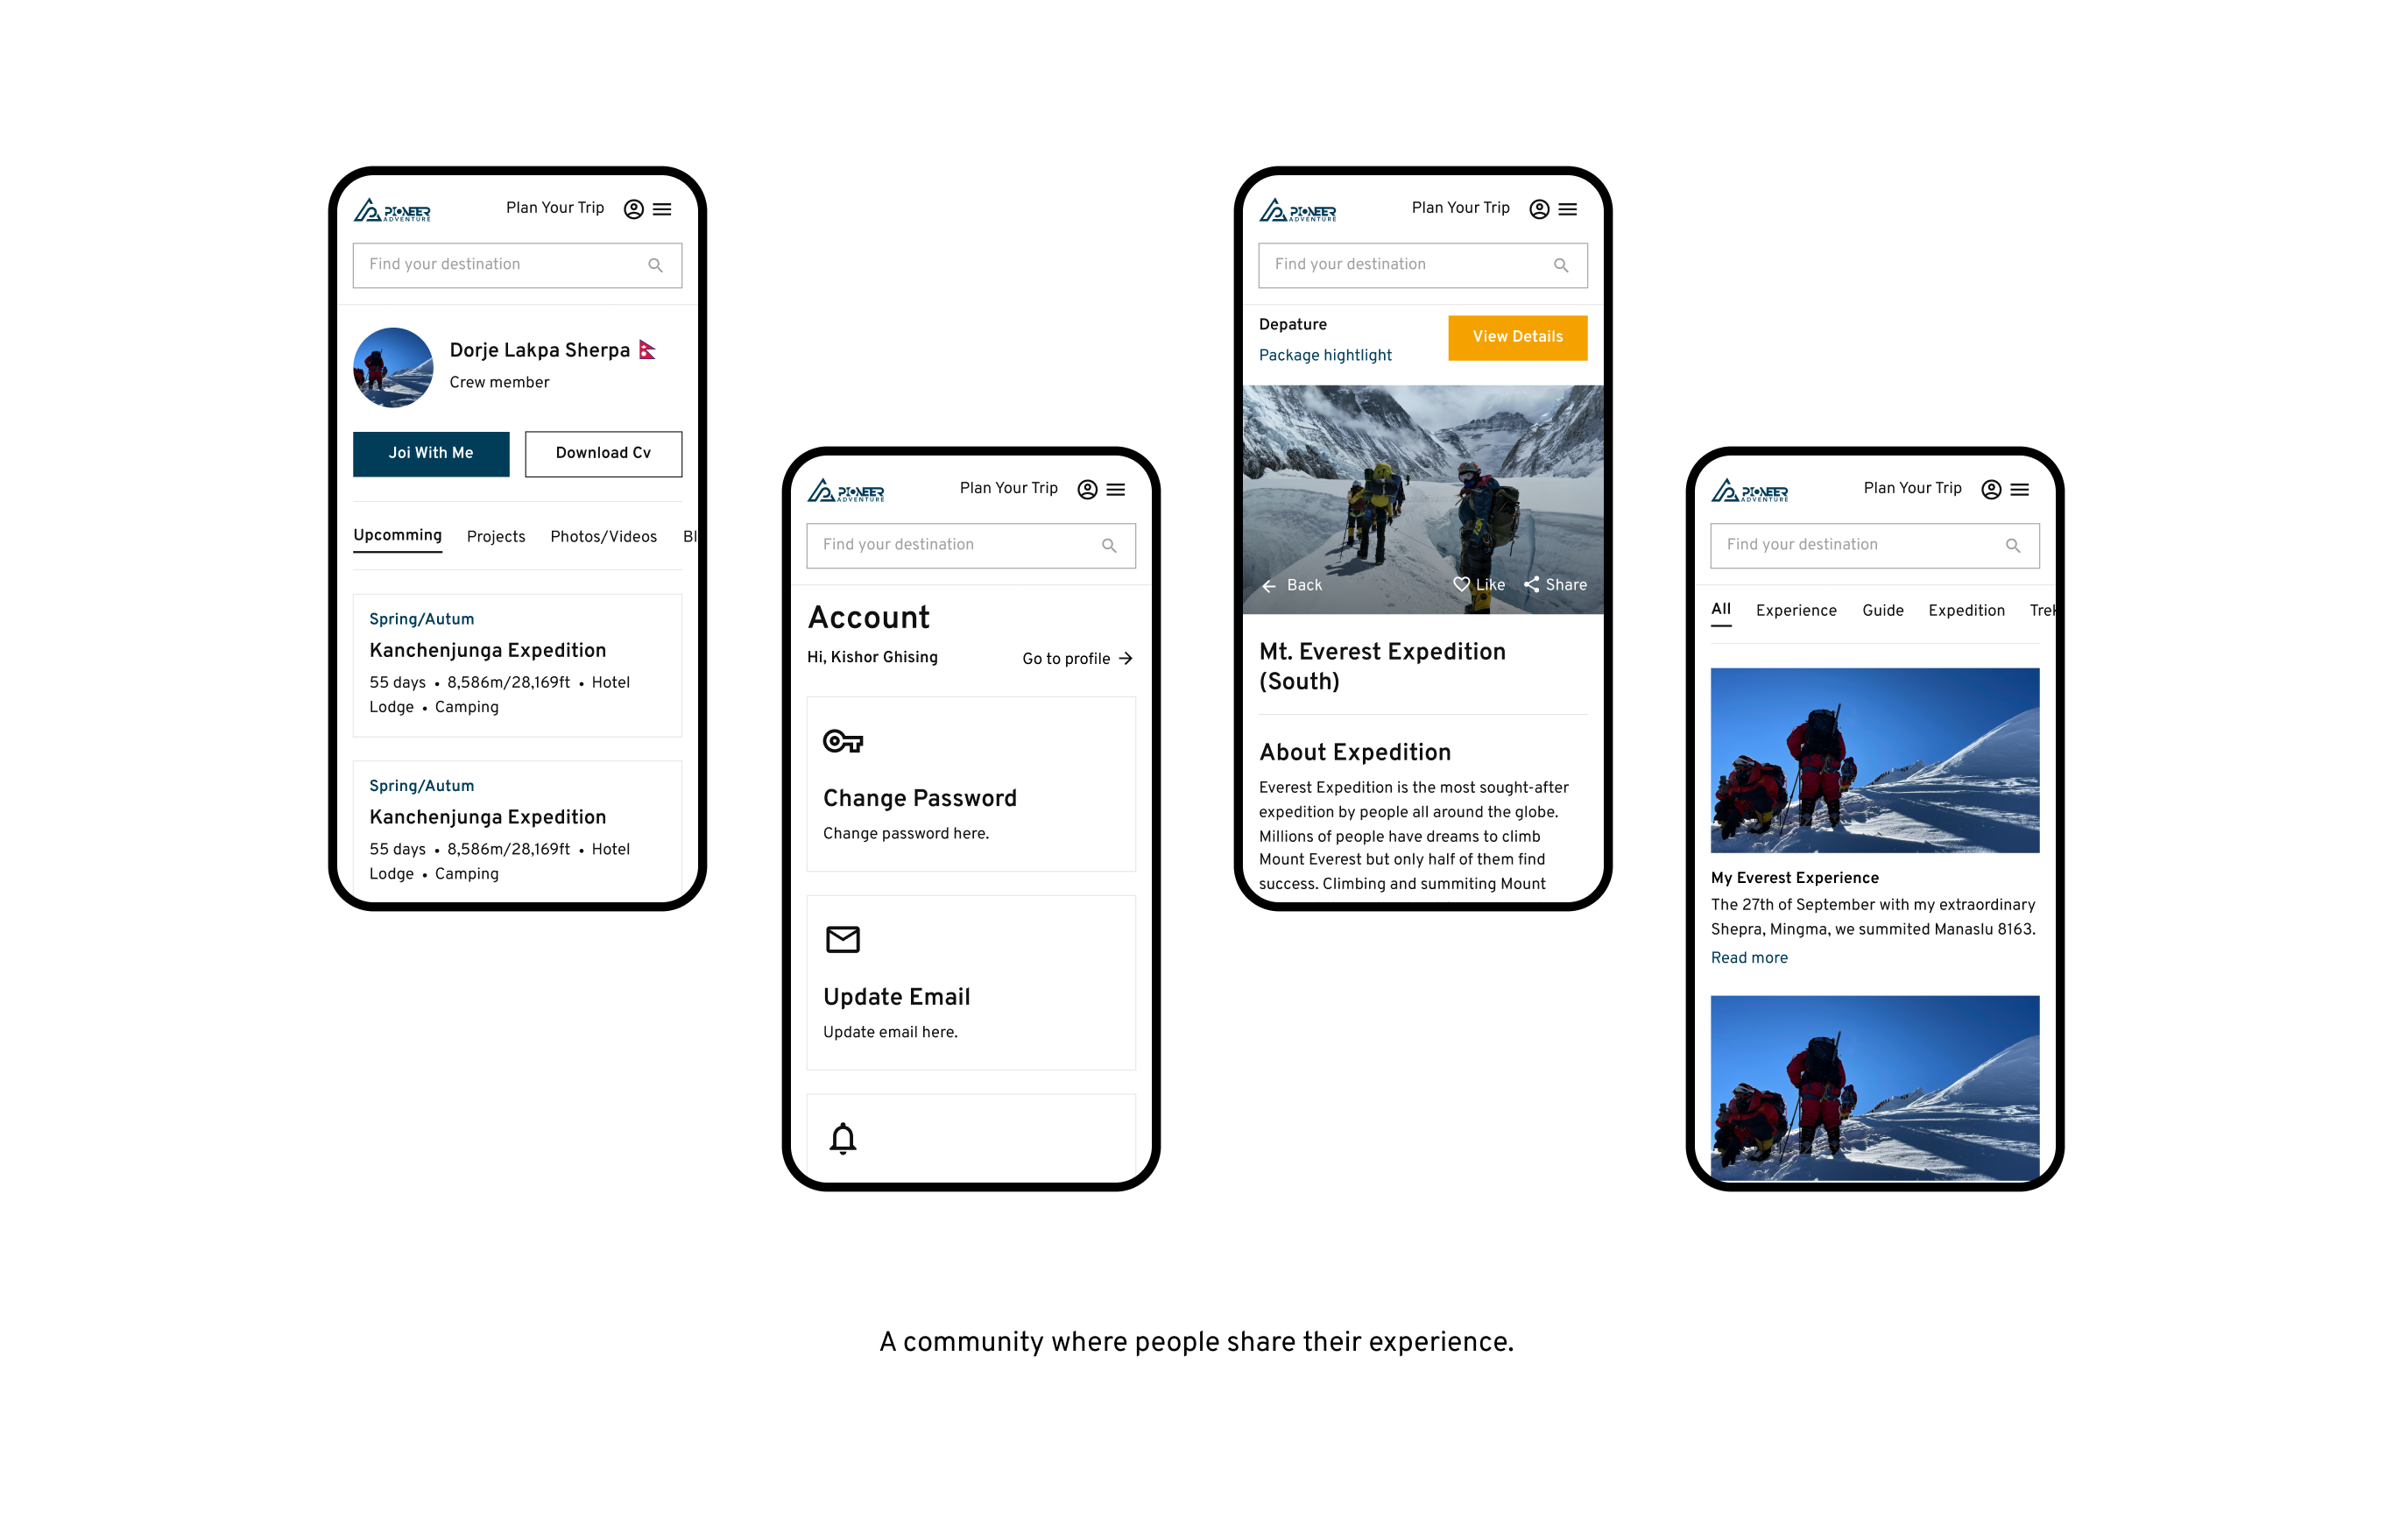 PIONEER
ADVENTURE
Plan Your Trip
Find your destination
Dorje Lakpa Sherpa
Crew member
Joi With Me
Download Cv
Upcomming
Projects
Photos/Videos
Bl
Spring/Autum
Kanchenjunga Expedition
55 days • 8,586m/28,169ft • Hotel
Lodge • Camping
Spring/Autum
Kanchenjunga Expedition
55 days • 8,586m/28,169ft • Hotel
Lodge • Camping
PIONEER
ADVENTURE
Plan Your Trip
Find your destination
Account
Hi, Kishor Ghising
Go to profile
Change Password
Change password here.
Update Email
Update email here.
PIONEER
ADVENTURE
Plan Your Trip
Find your destination
Depature
Package hightlight
View Details
Back
Like
Share
Mt. Everest Expedition
(South)
About Expedition
Everest Expedition is the most sought-after
expedition by people all around the globe.
Millions of people have dreams to climb
Mount Everest but only half of them find
success. Climbing and summiting Mount
PIONEER
ADVENTURE
Plan Your Trip
Find your destination
All
Experience
Guide
Expedition
Trek
My Everest Experience
The 27th of September with my extraordinary
Shepra, Mingma, we summited Manaslu 8163.
Read more
A community where people share their experience.